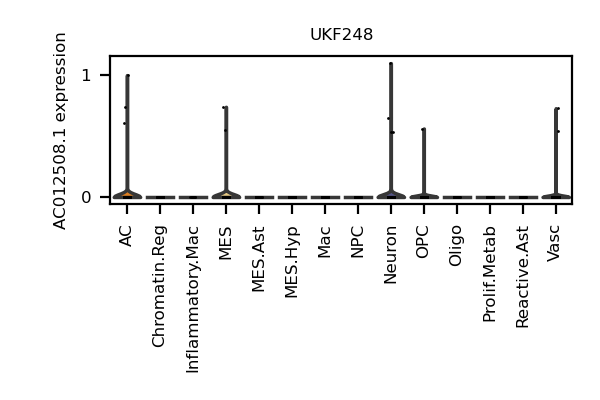 UKF248
AC012508.1 expression
1
0
AC
Chromatin.Reg
Inflammatory.Mac
MES
MES.Ast
MES.Hyp
Mac
NPC
Neuron
OPC
Oligo
Prolif.Metab
Reactive.Ast
Vasc